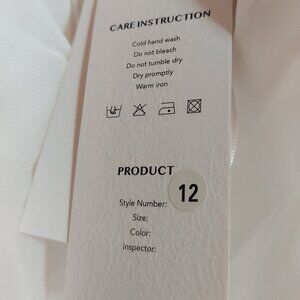 CARE INSTRUCTION
Cold hand wash
Do not bleach
Do not tumble dry
Dry promptly
Warm iron
PRODUCT
12
Style Number:
Size:
Color:
Inspector: